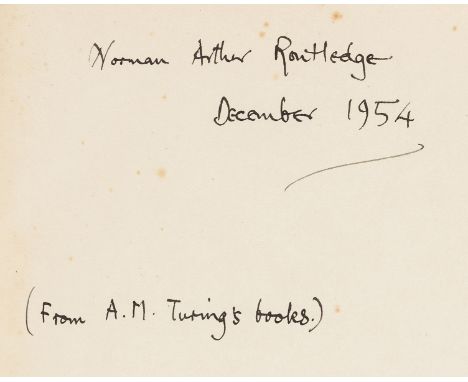 Norman Arthur Routledge
December 1954
(From A.M. Turing's books.)